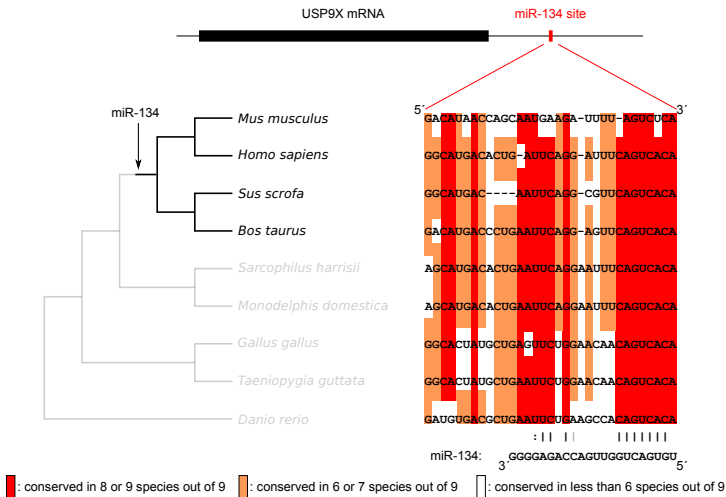 USP9X mRNA
miR-134 site
5´ 3´
miR-134
Mus musculus GACAUAACCAGCAAUGAAGA-UUUU-AGUCUCA
Homo sapiens GGCAUGACACUG-AUUCAGG-AUUUCAGUCACA
Sus scrofa GGCAUGAC----AAUUCAGG-CGUUCAGUCACA
Bos taurus GACAUGACCCUGAAUUCAGG-AGUUCAGUCACA
Sarcophilus harrisii AGCAUGACACUGAAUUCAGGAAUUUCAGUCACA
Monodelphis domestica AGCAUGACACUGAAUUCAGGAAUUUCAGUCACA
Gallus gallus GGCACUAUGCUGAGUUCUGGAACAACAGUCACA
Taeniopygia guttata GGCACUAUGCUGAAUUCUGGAACAACAGUCACA
Danio rerio GAUGUGACGCUGAAUUCUGAAGCCACAGUCACA
miR-134: 3´ GGGGAGACCAGUUGGUCAGUGU 5´
: conserved in 8 or 9 species out of 9 : conserved in 6 or 7 species out of 9 : conserved in less than 6 species out of 9